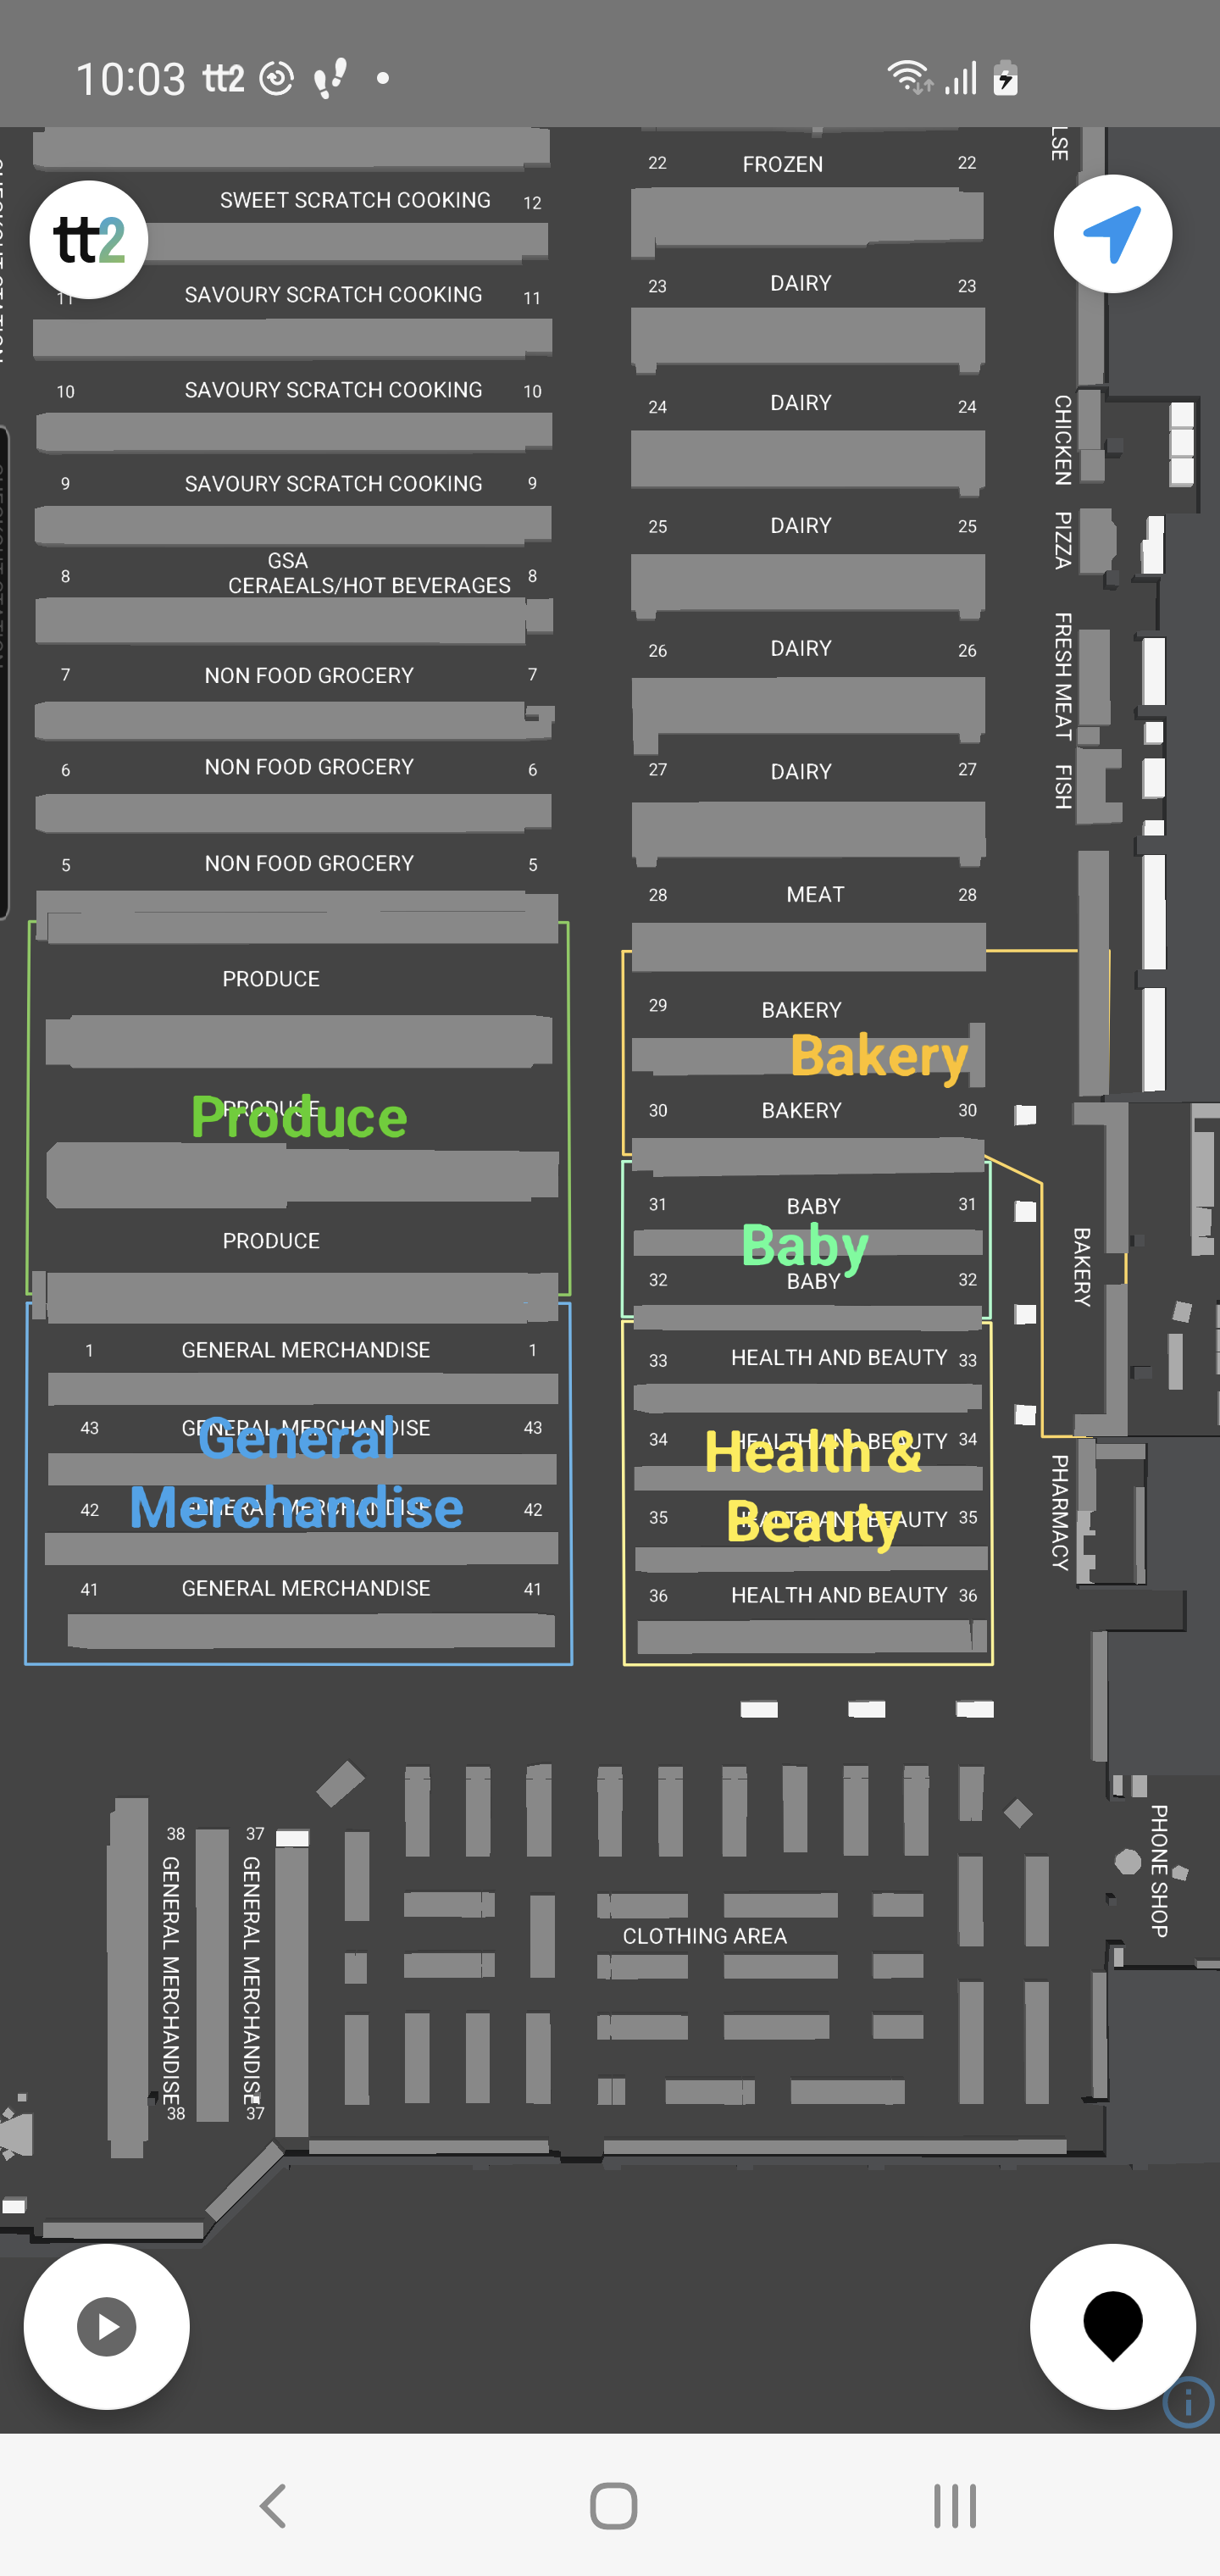 10:03 tt2
22 FROZEN 22
LSE
SWEET SCRATCH COOKING 12
tt2
23 DAIRY 23
11 SAVOURY SCRATCH COOKING 11
10 SAVOURY SCRATCH COOKING 10
24 DAIRY 24
CHICKEN
9 SAVOURY SCRATCH COOKING 9
25 DAIRY 25
PIZZA
GSA
8 CERAEALS/HOT BEVERAGES 8
26 DAIRY 26
FRESH MEAT
7 NON FOOD GROCERY 7
6 NON FOOD GROCERY 6
27 DAIRY 27
FISH
5 NON FOOD GROCERY 5
28 MEAT 28
PRODUCE
29 BAKERY
Bakery
PRODUCE
Produce
30 BAKERY 30
31 BABY 31
Baby
PRODUCE
32 BABY 32
BAKERY
1 GENERAL MERCHANDISE 1
33 HEALTH AND BEAUTY 33
43 GENERAL MERCHANDISE 43
General
Merchandise
34 HEALTH AND BEAUTY 34
Health &
Beauty
42 GENERAL MERCHANDISE 42
35 HEALTH AND BEAUTY 35
PHARMACY
41 GENERAL MERCHANDISE 41
36 HEALTH AND BEAUTY 36
38 GENERAL MERCHANDISE 38
37 GENERAL MERCHANDISE 37
CLOTHING AREA
PHONE SHOP